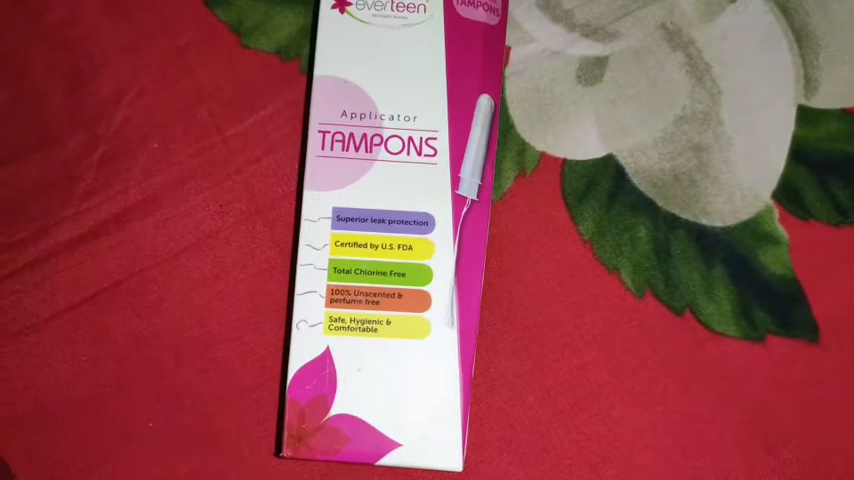 everteen
TAMPONS
Applicator
TAMPONS
Superior leak protection
Certified by U.S. FDA
Total Chlorine Free
100% Unscented &
perfume free
Safe, Hygienic &
Comfortable